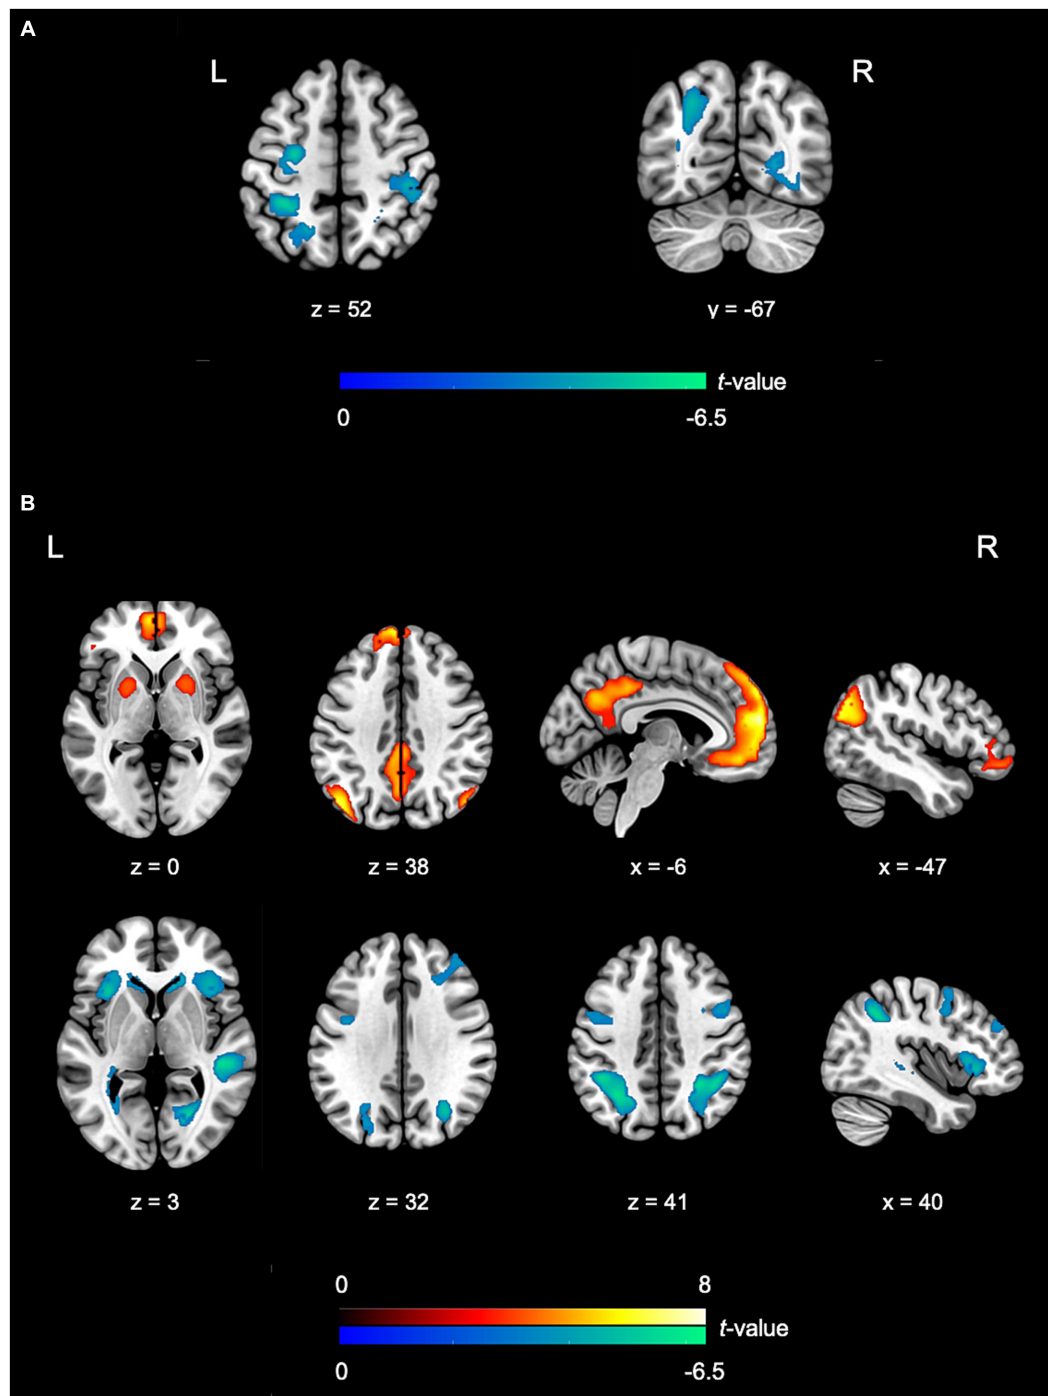 A
L R
z = 52 y = -67
t-value
0 -6.5
B
L R
z = 0 z = 38 x = -6 x = -47
z = 3 z = 32 z = 41 x = 40
0 8
t-value
0 -6.5